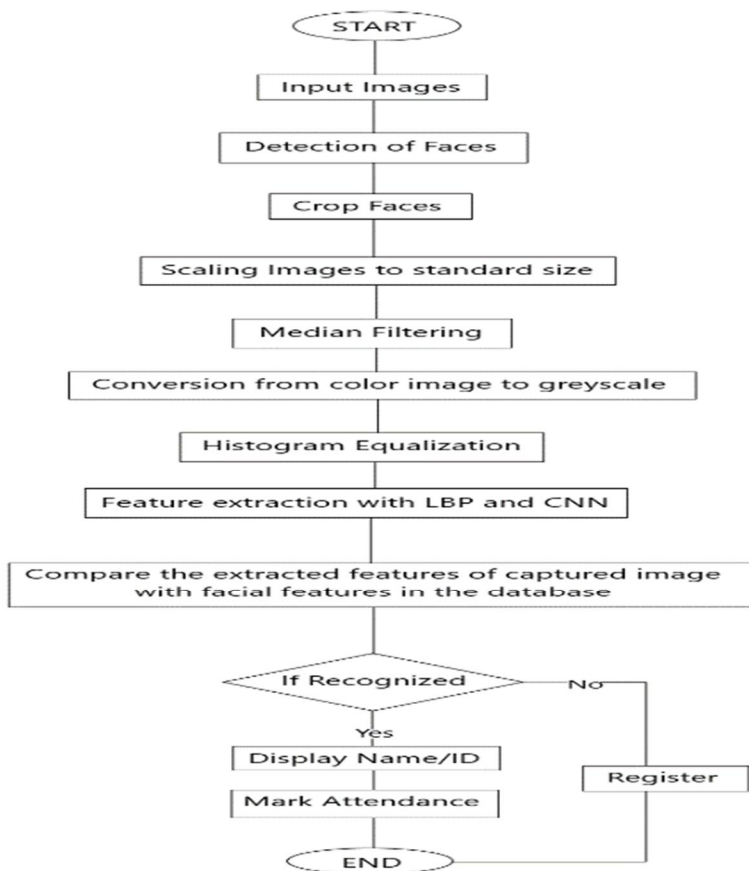 START
Input Images
Detection of Faces
Crop Faces
Scaling Images to standard size
Median Filtering
Conversion from color image to greyscale
Histogram Equalization
Feature extraction with LBP and CNN
Compare the extracted features of captured image
with facial features in the database
If Recognized
No
Yes
Display Name/ID
Register
Mark Attendance
END